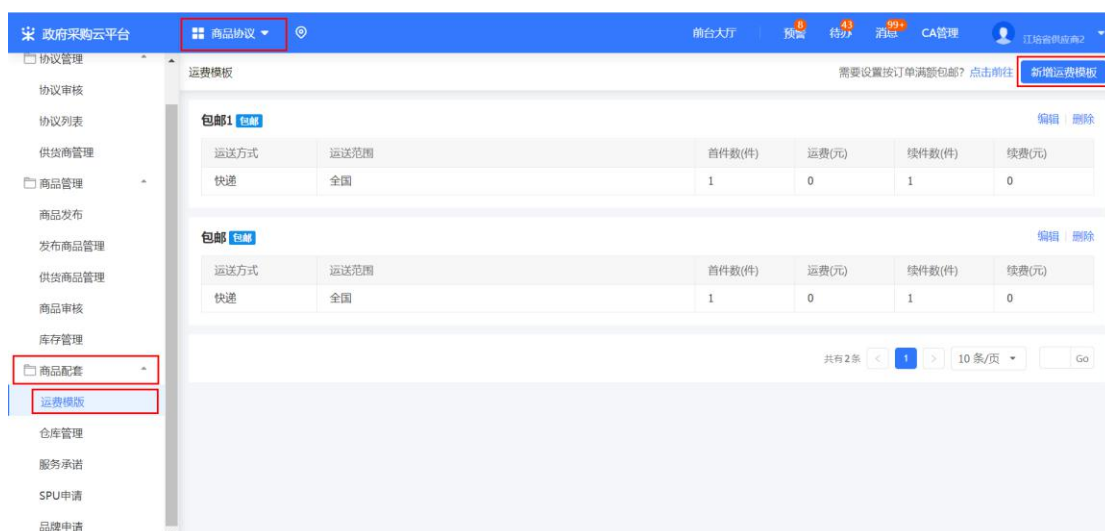 政府采购云平台 商品协议 前台大厅 预警 8 待办 43 消息 99+ CA管理 江培省供应商2
协议管理
协议审核
协议列表
供货商管理
商品管理
商品发布
发布商品管理
供货商品管理
商品审核
库存管理
商品配套
运费模版
仓库管理
服务承诺
SPU申请
品牌申请
运费模板 需要设置按订单满额包邮? 点击前往 新增运费模板
包邮1 包邮 编辑 删除
运送方式 运送范围 首件数(件) 运费(元) 续件数(件) 续费(元)
快递 全国 1 0 1 0
包邮 包邮 编辑 删除
运送方式 运送范围 首件数(件) 运费(元) 续件数(件) 续费(元)
快递 全国 1 0 1 0
共有2条 < 1 > 10 条/页 Go